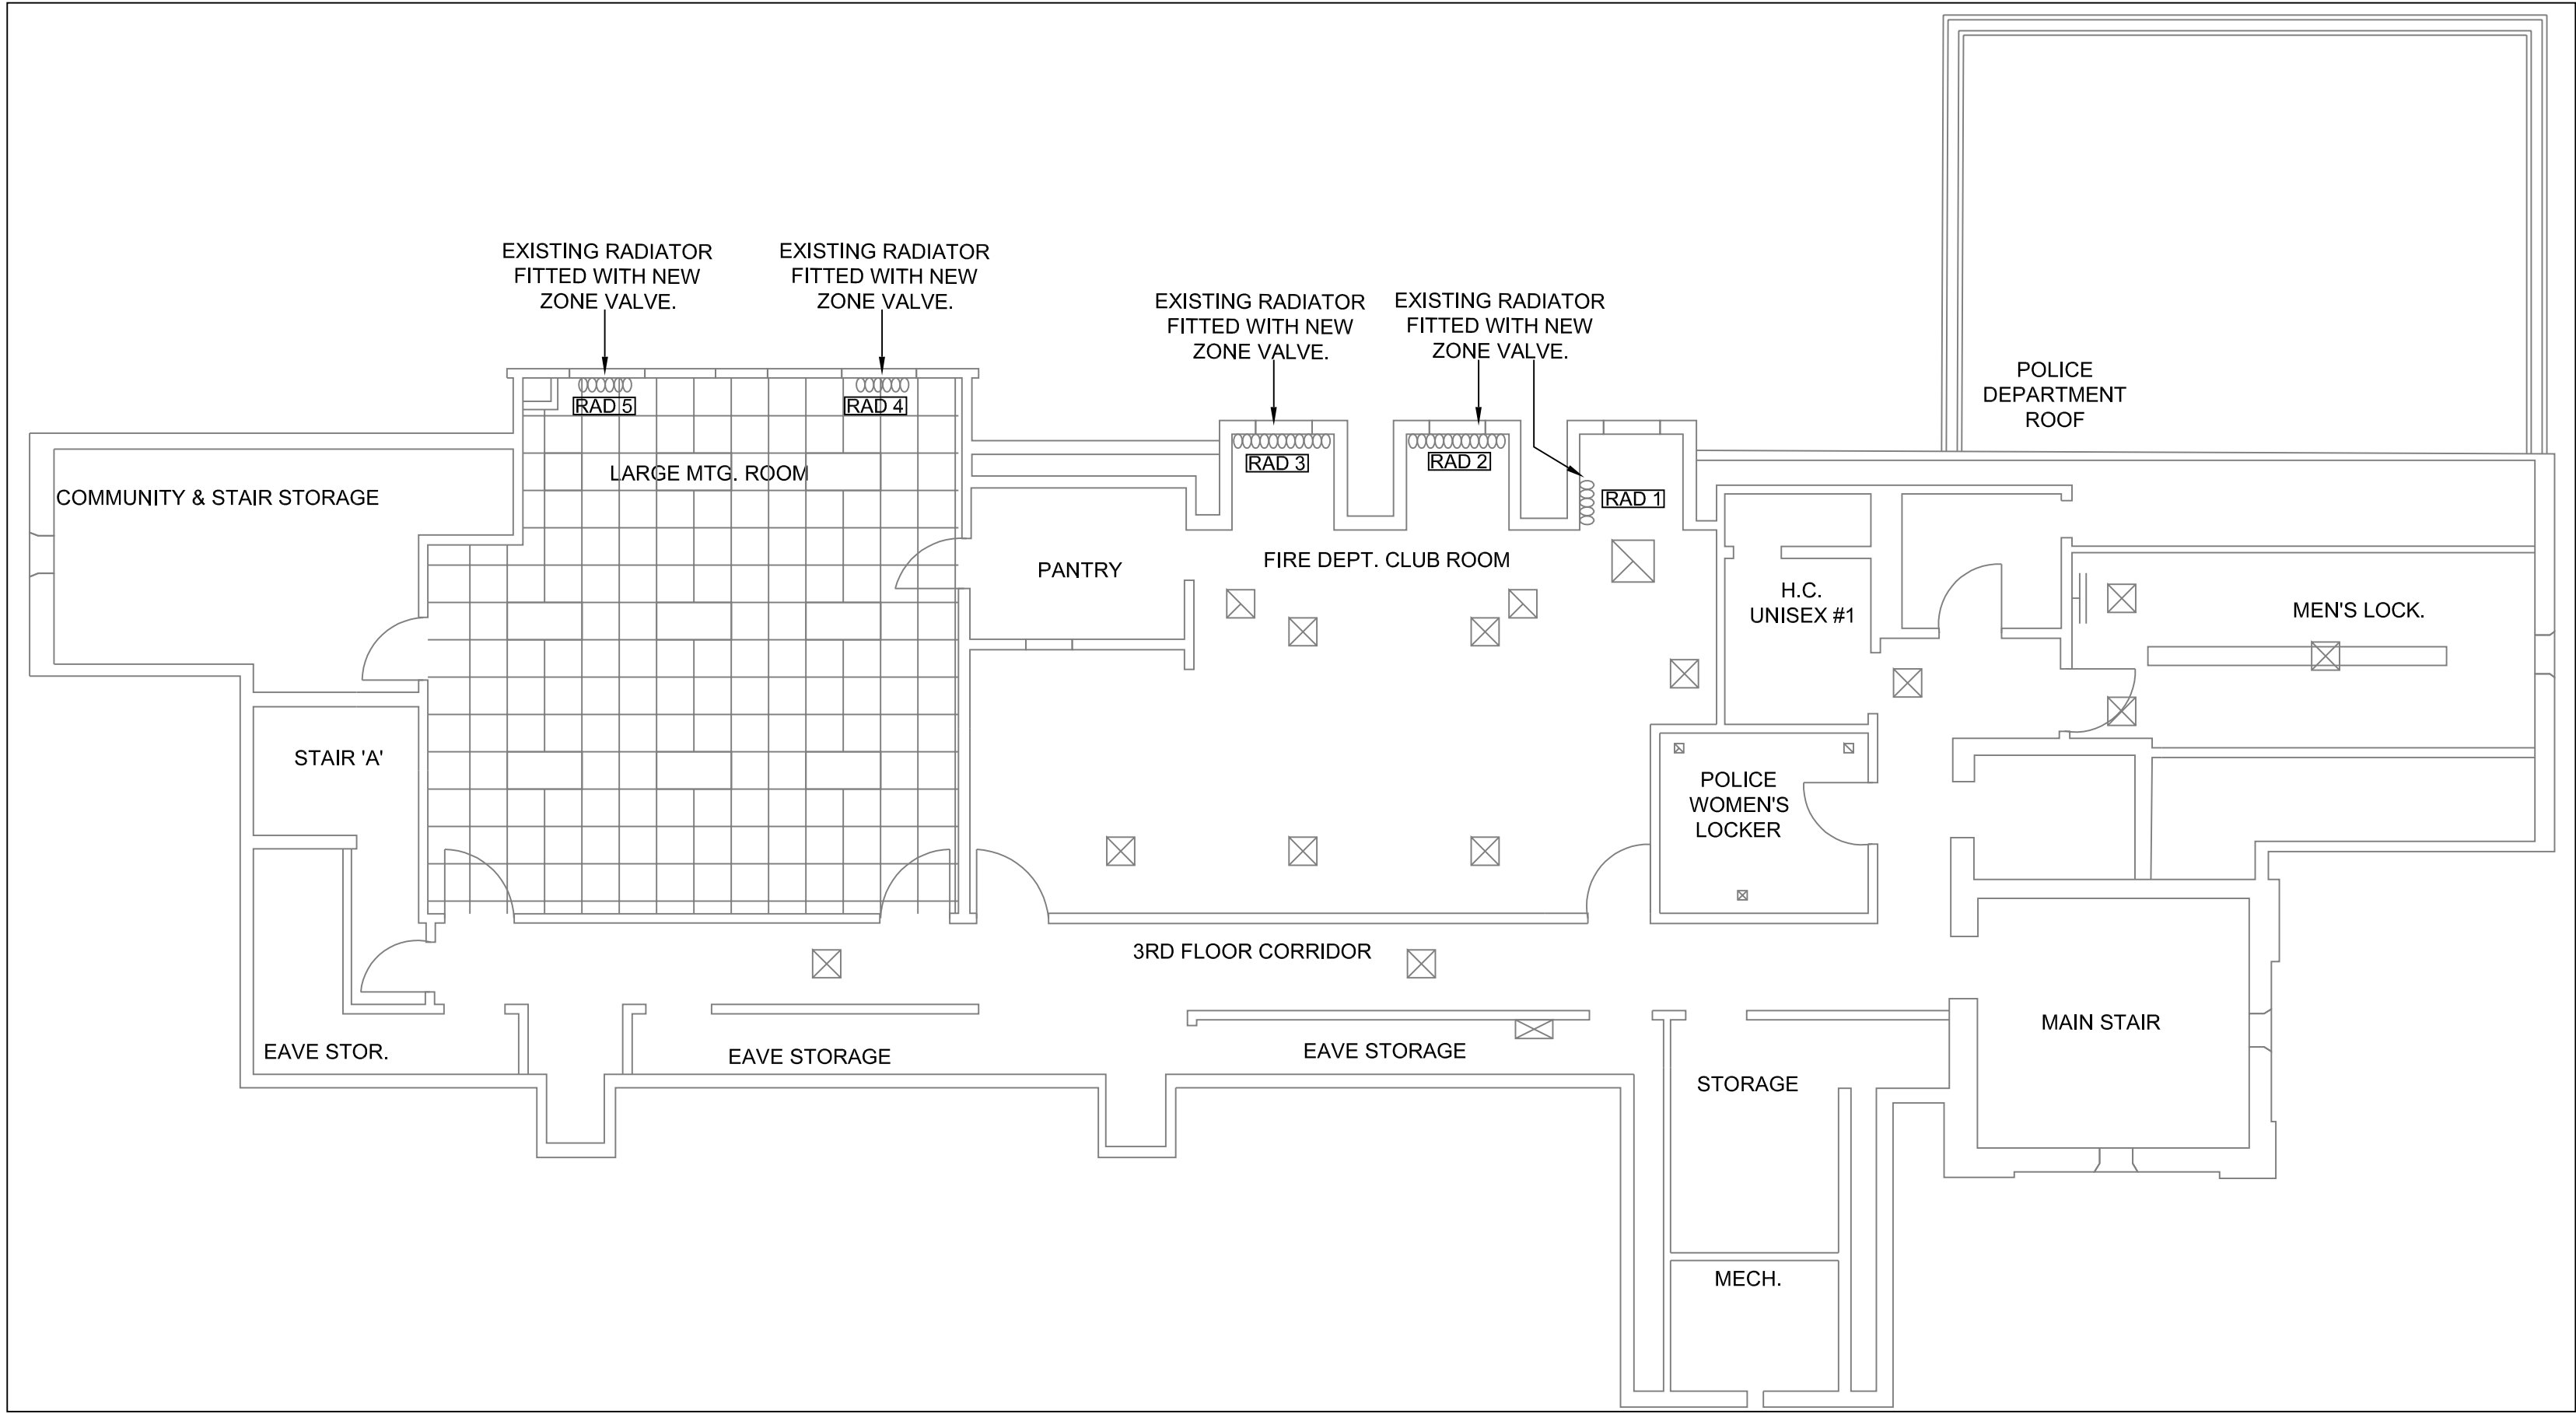 EXISTING RADIATOR
FITTED WITH NEW
ZONE VALVE.
EXISTING RADIATOR
FITTED WITH NEW
ZONE VALVE.
EXISTING RADIATOR
FITTED WITH NEW
ZONE VALVE.
EXISTING RADIATOR
FITTED WITH NEW
ZONE VALVE.
POLICE
DEPARTMENT
ROOF
RAD 5
RAD 4
RAD 3
RAD 2
RAD 1
COMMUNITY & STAIR STORAGE
LARGE MTG. ROOM
PANTRY
FIRE DEPT. CLUB ROOM
H.C.
UNISEX #1
MEN'S LOCK.
STAIR 'A'
POLICE
WOMEN'S
LOCKER
3RD FLOOR CORRIDOR
EAVE STOR.
EAVE STORAGE
EAVE STORAGE
STORAGE
MAIN STAIR
MECH.